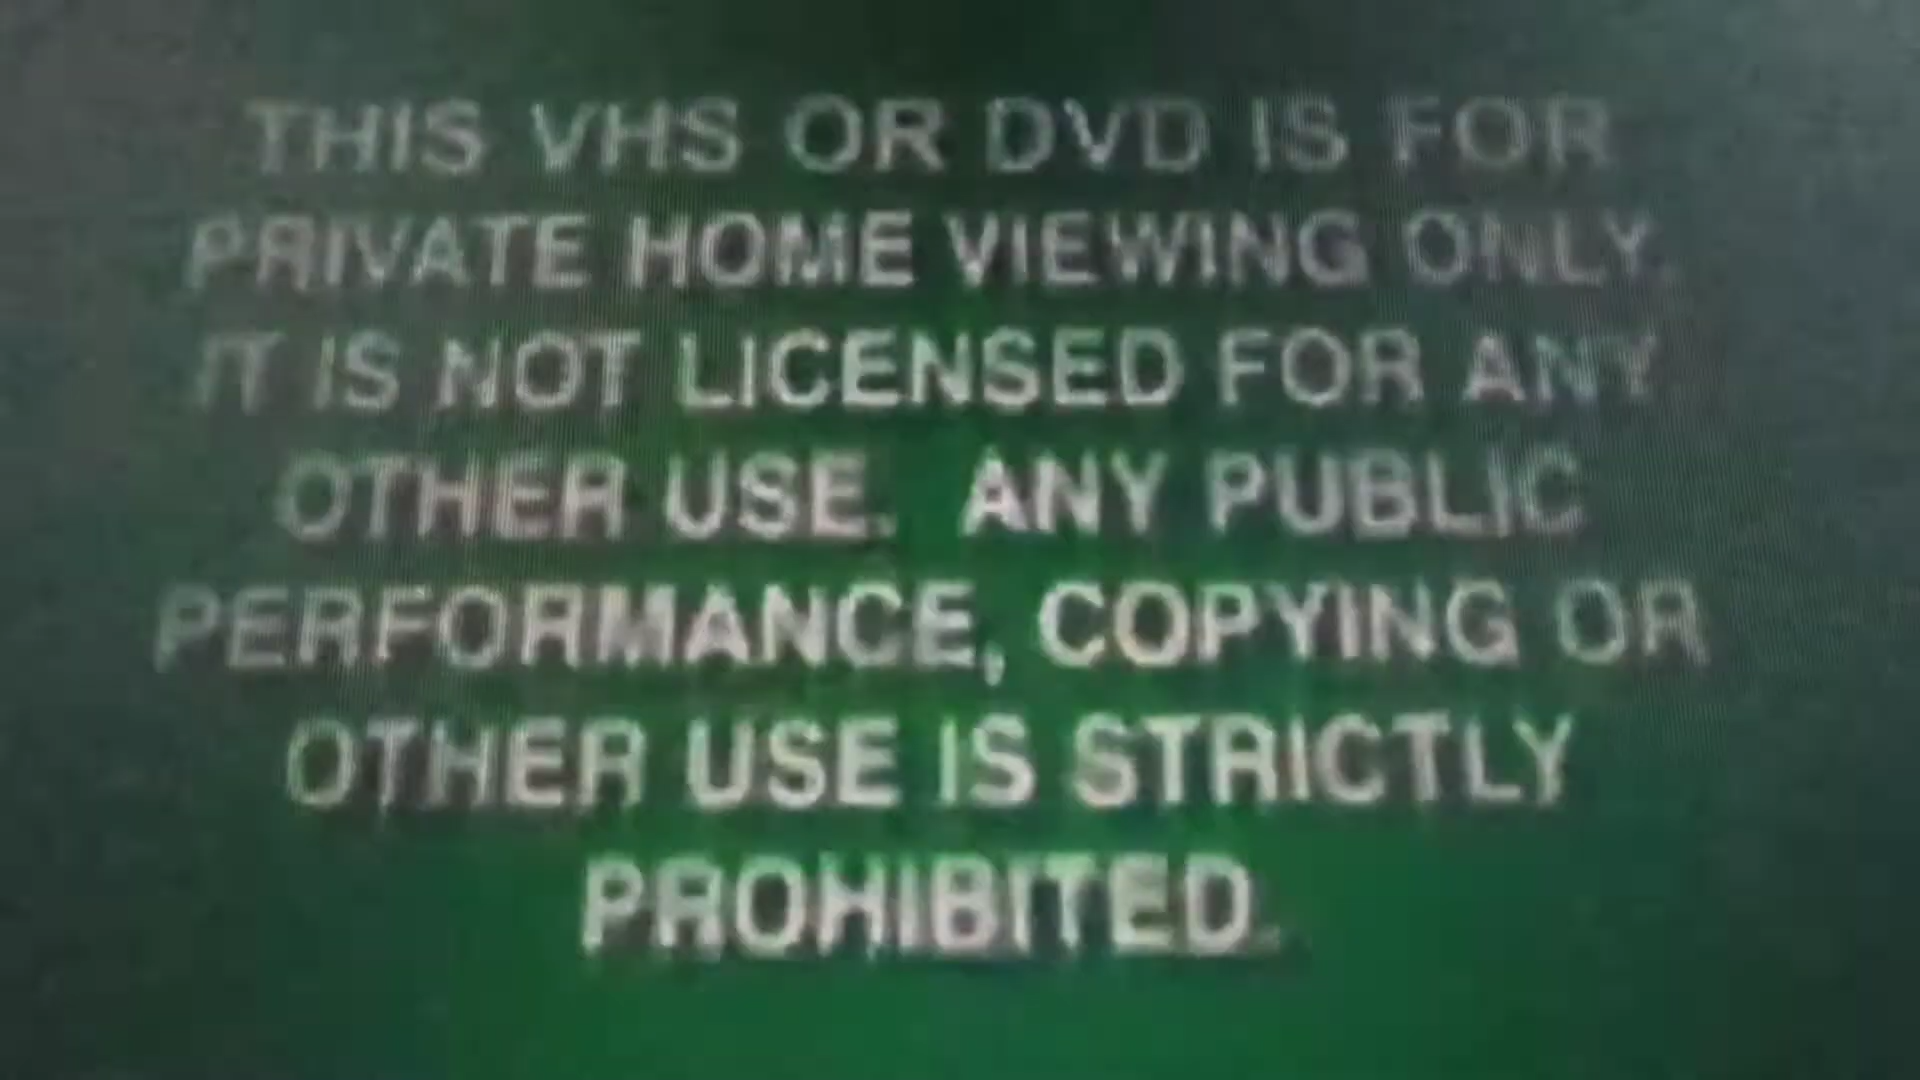 THIS VHS OR DVD IS FOR
PRIVATE HOME VIEWING ONLY.
IT IS NOT LICENSED FOR ANY
OTHER USE. ANY PUBLIC
PERFORMANCE, COPYING OR
OTHER USE IS STRICTLY
PROHIBITED.